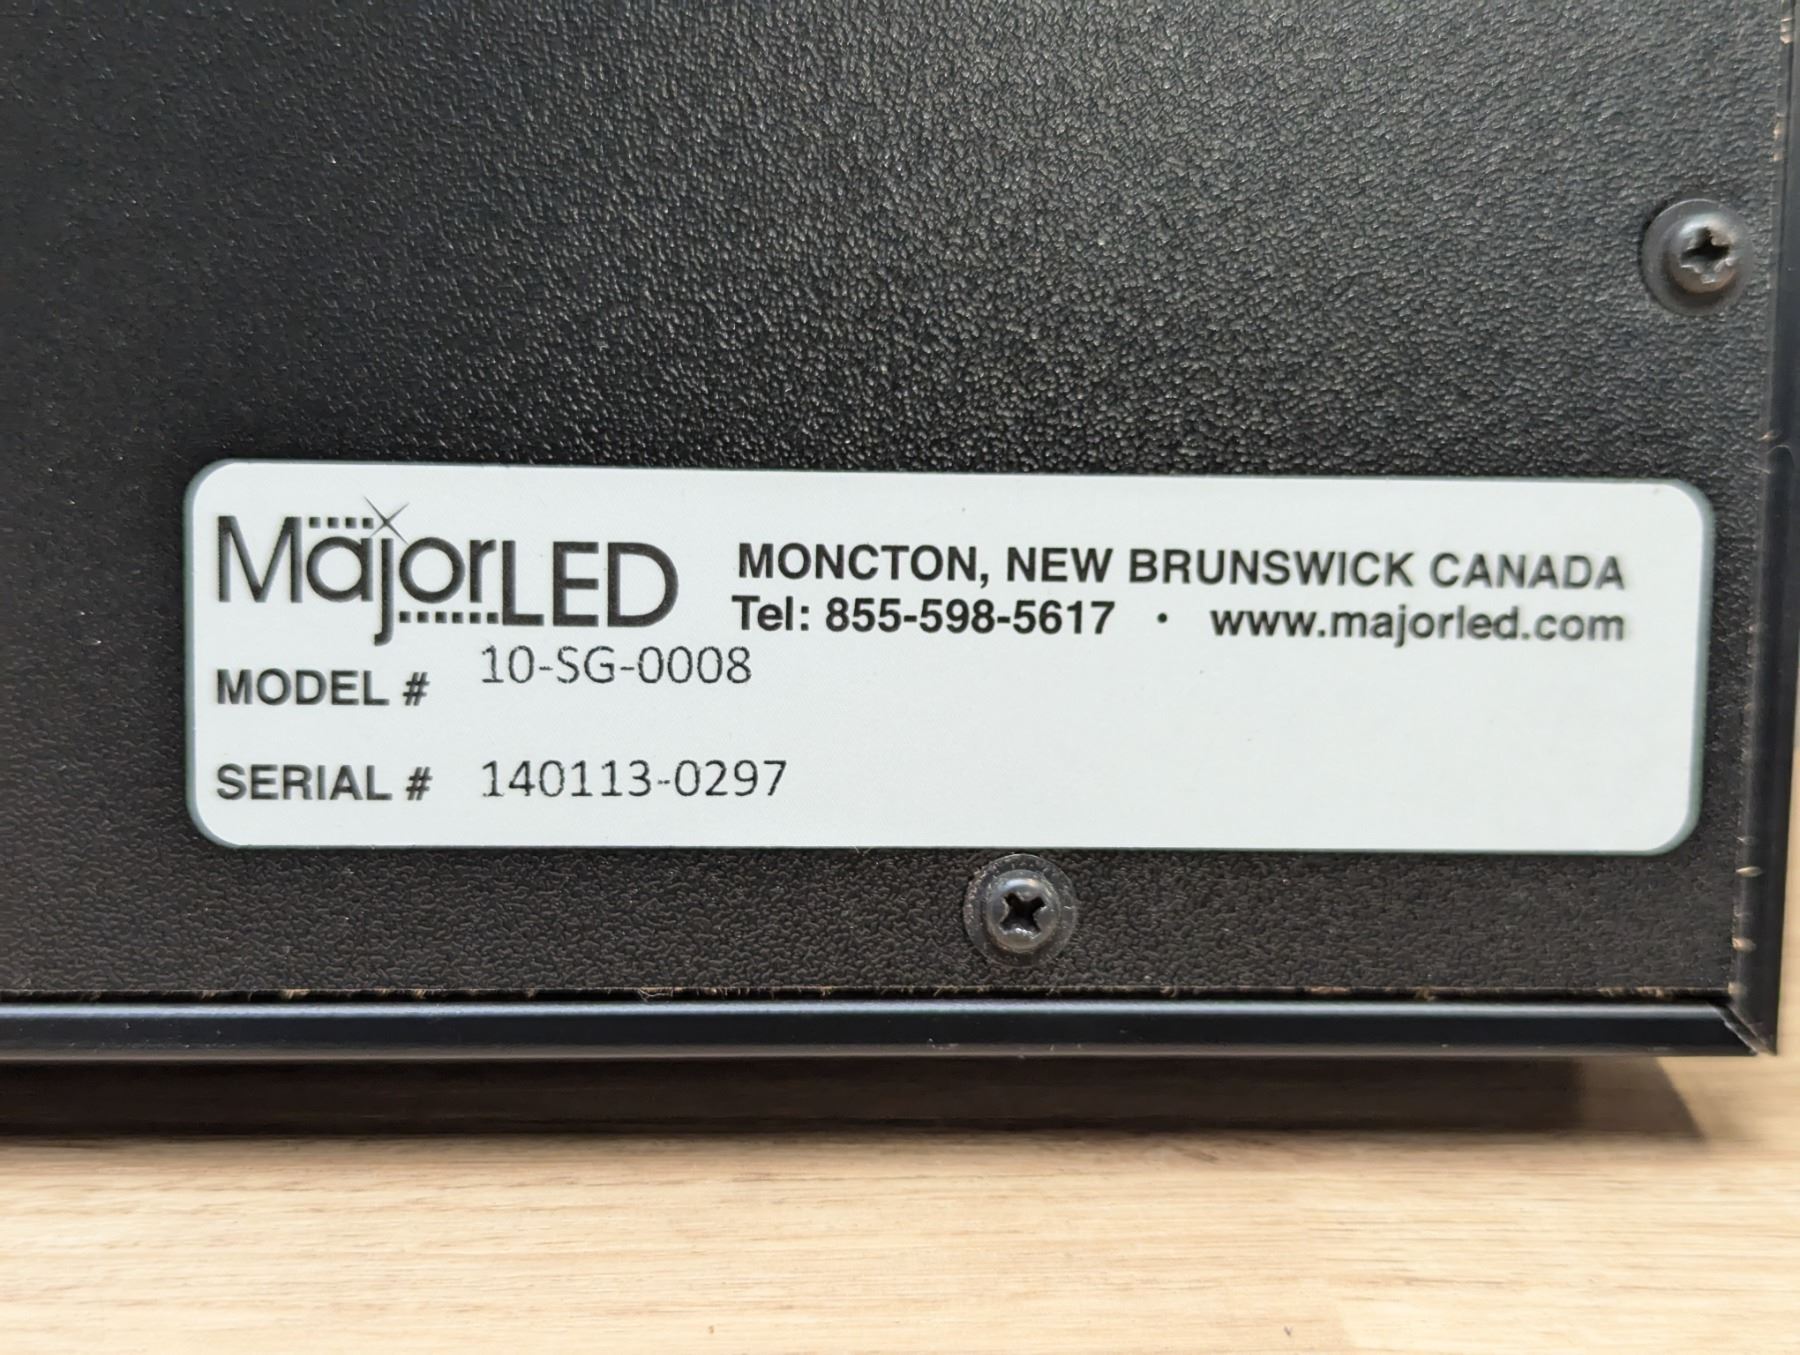 MajorLED
MONCTON, NEW BRUNSWICK CANADA
Tel: 855-598-5617 • www.majorled.com
MODEL # 10-SG-0008
SERIAL # 140113-0297